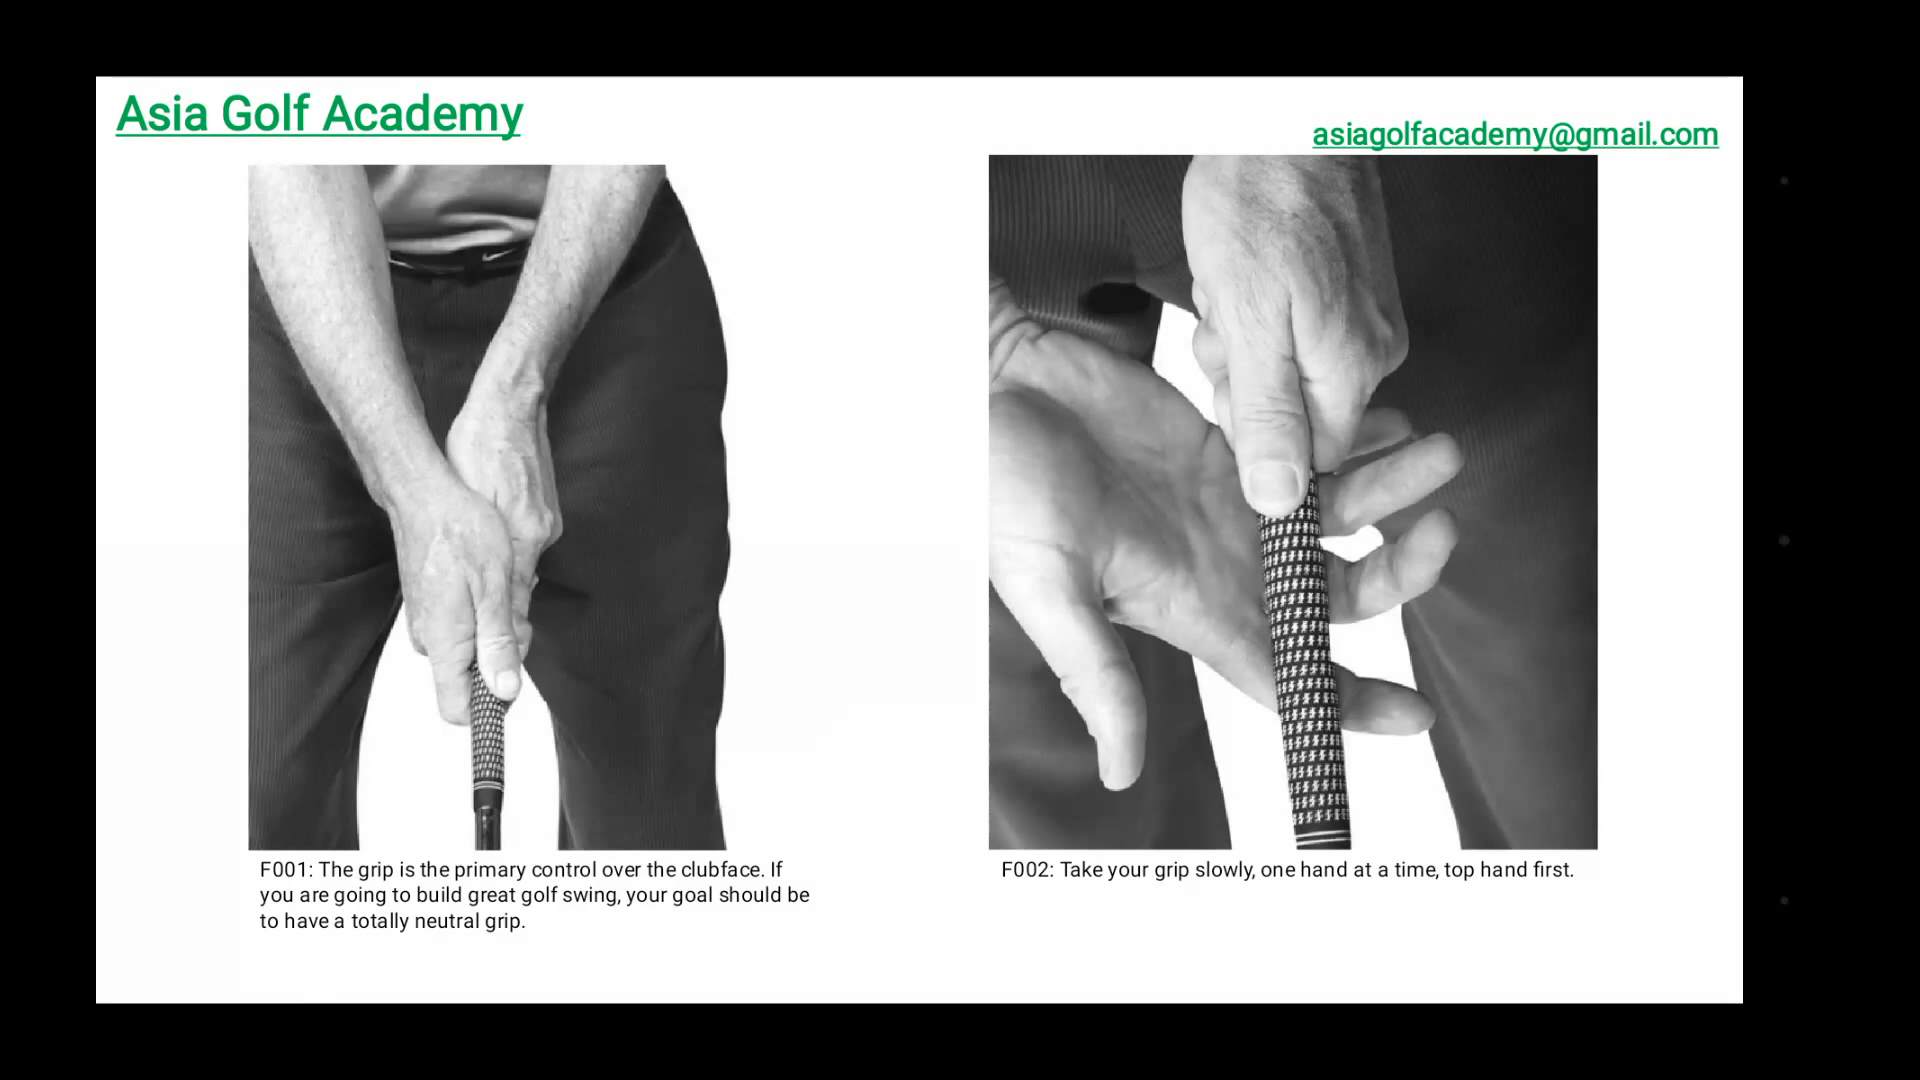 Asia Golf Academy
asiagolfacademy@gmail.com
F001: The grip is the primary control over the clubface. If
you are going to build great golf swing, your goal should be
to have a totally neutral grip.
F002: Take your grip slowly, one hand at a time, top hand first.